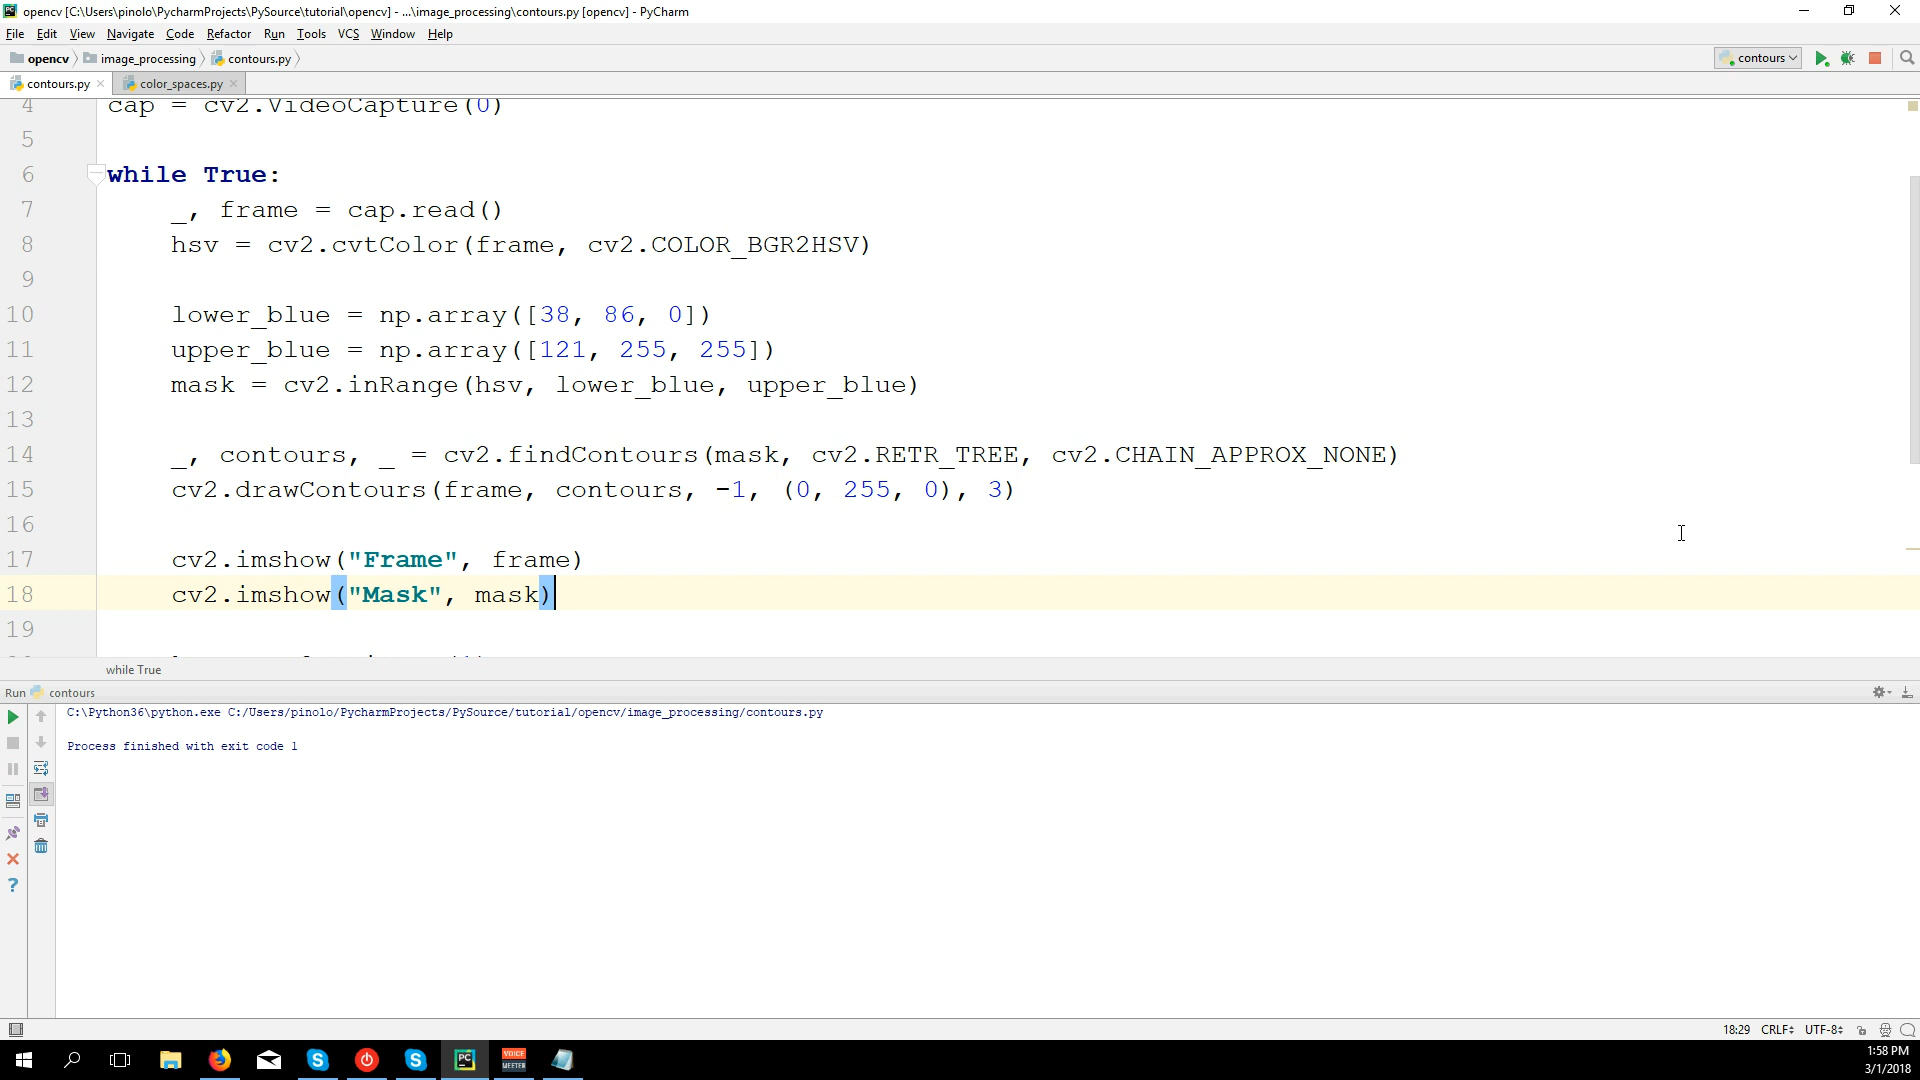 opencv [C:\Users\pinolo\PycharmProjects\PySource\tutorial\opencv] - ...\image_processing\contours.py [opencv] - PyCharm
File Edit View Navigate Code Refactor Run Tools VCS Window Help
opencv image_processing contours.py contours
contours.py color_spaces.py
4 cap = cv2.VideoCapture(0)
5
6 while True:
7 _, frame = cap.read()
8 hsv = cv2.cvtColor(frame, cv2.COLOR_BGR2HSV)
9
10 lower_blue = np.array([38, 86, 0])
11 upper_blue = np.array([121, 255, 255])
12 mask = cv2.inRange(hsv, lower_blue, upper_blue)
13
14 _, contours, _ = cv2.findContours(mask, cv2.RETR_TREE, cv2.CHAIN_APPROX_NONE)
15 cv2.drawContours(frame, contours, -1, (0, 255, 0), 3)
16
17 cv2.imshow("Frame", frame)
18 cv2.imshow("Mask", mask)
19
while True
Run contours
C:\Python36\python.exe C:/Users/pinolo/PycharmProjects/PySource/tutorial/opencv/image_processing/contours.py
Process finished with exit code 1
18:29 CRLF UTF-8
PC VOICE MEETER
1:58 PM
3/1/2018